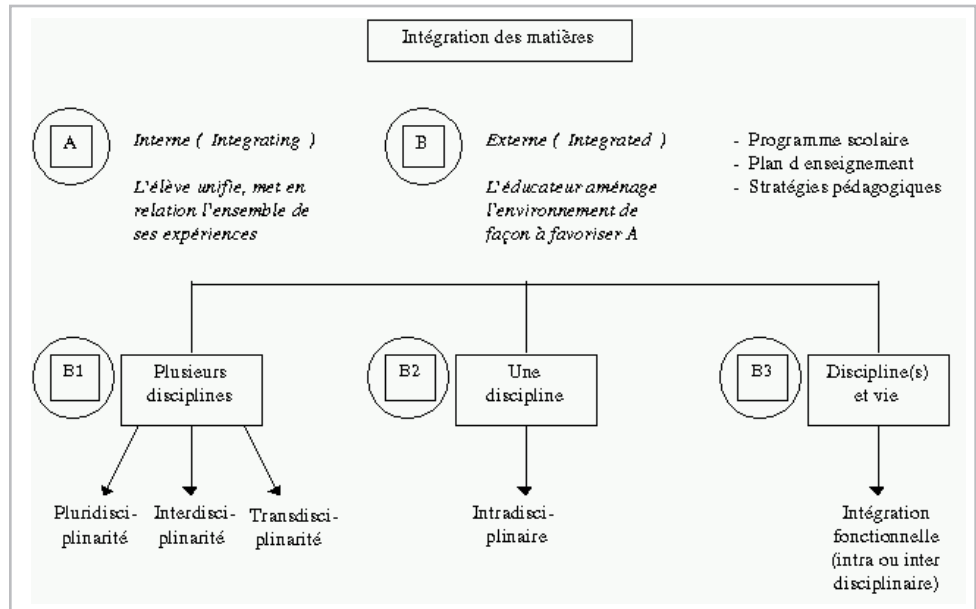 Intégration des matières
A
Interne ( Integrating )
L'élève unifie, met en
relation l'ensemble de
ses expériences
B
Externe ( Integrated )
L'éducateur aménage
l'environnement de
façon à favoriser A
- Programme scolaire
- Plan d enseignement
- Stratégies pédagogiques
B1
Plusieurs
disciplines
B2
Une
discipline
B3
Discipline(s)
et vie
Pluridisci-
plinarité
Interdisci-
plinarité
Transdisci-
plinarité
Intradisci-
plinaire
Intégration
fonctionnelle
(intra ou inter
disciplinaire)